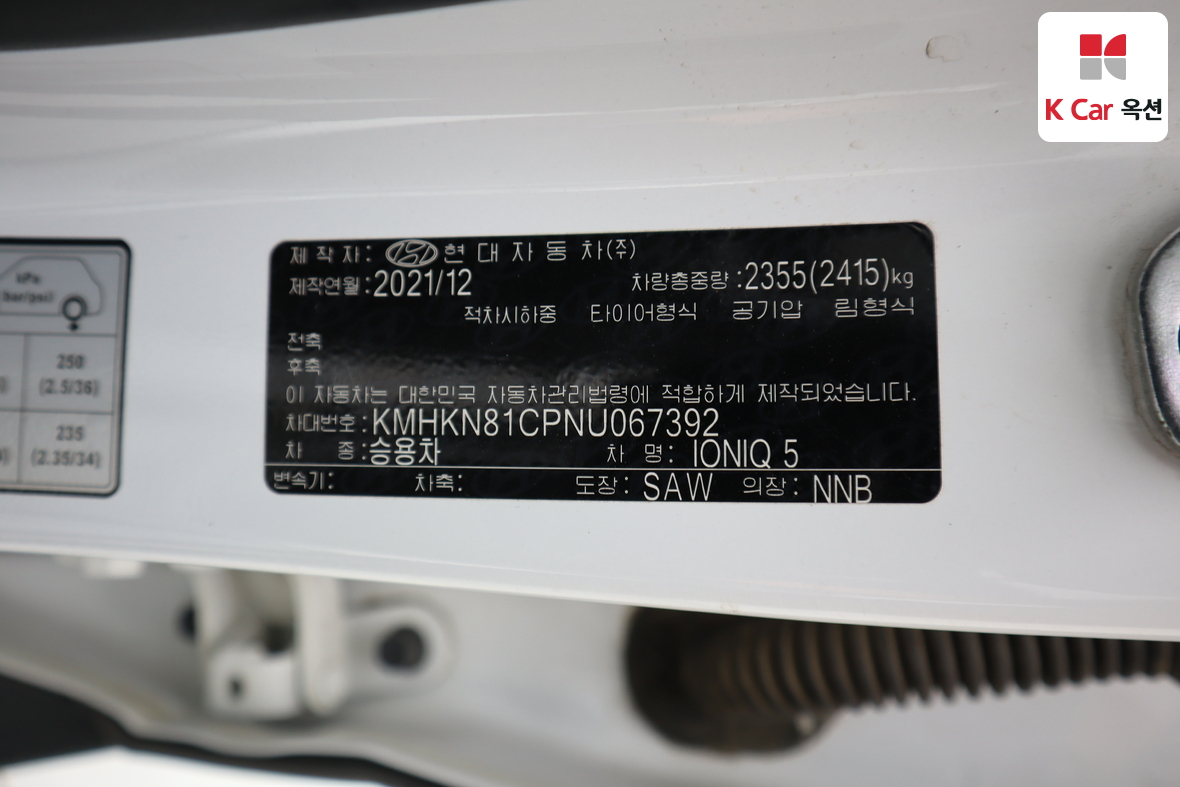 K Car 옥션
kPa
bar/psi
250
(2.5/36)
235
(2.35/34)
제작자: 현대자동차(주)
제작연월:2021/12 차량총중량:2355(2415)kg
적차시하중 타이어형식 공기압 림형식
전축
후축
이 자동차는 대한민국 자동차관리법령에 적합하게 제작되었습니다.
차대번호:KMHKN81CPNU067392
차 종:승용차 차 명: IONIQ 5
변속기: 차축: 도장: SAW 의장: NNB